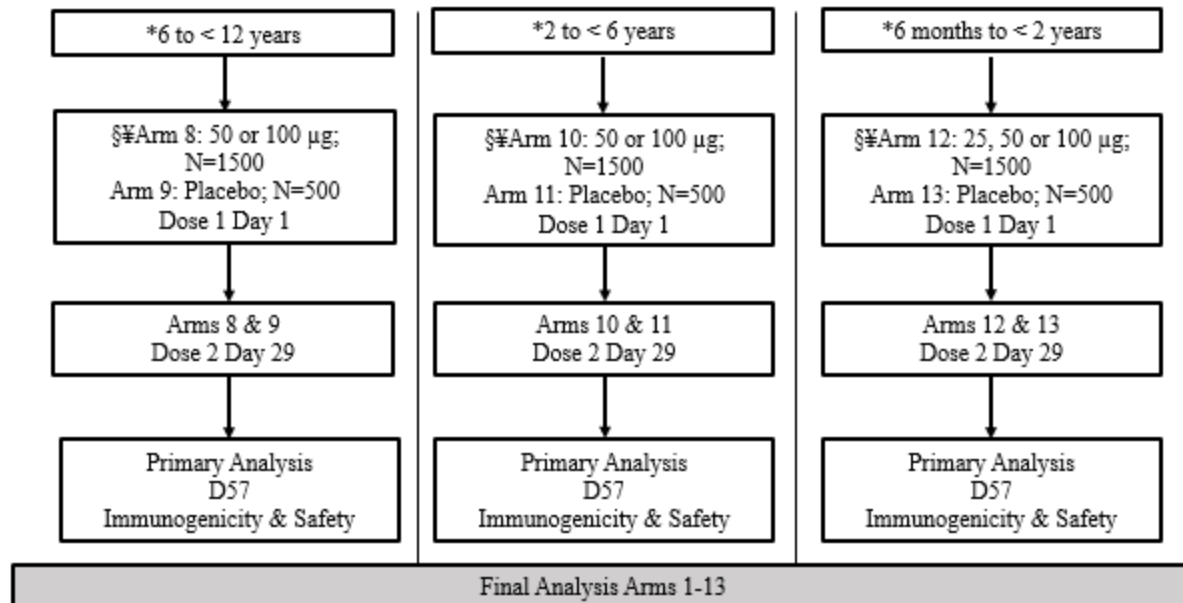 *6 to < 12 years
§¥Arm 8: 50 or 100 µg;
N=1500
Arm 9: Placebo; N=500
Dose 1 Day 1
Arms 8 & 9
Dose 2 Day 29
Primary Analysis
D57
Immunogenicity & Safety
*2 to < 6 years
§¥Arm 10: 50 or 100 µg;
N=1500
Arm 11: Placebo; N=500
Dose 1 Day 1
Arms 10 & 11
Dose 2 Day 29
Primary Analysis
D57
Immunogenicity & Safety
*6 months to < 2 years
§¥Arm 12: 25, 50 or 100 µg;
N=1500
Arm 13: Placebo; N=500
Dose 1 Day 1
Arms 12 & 13
Dose 2 Day 29
Primary Analysis
D57
Immunogenicity & Safety
Final Analysis Arms 1-13